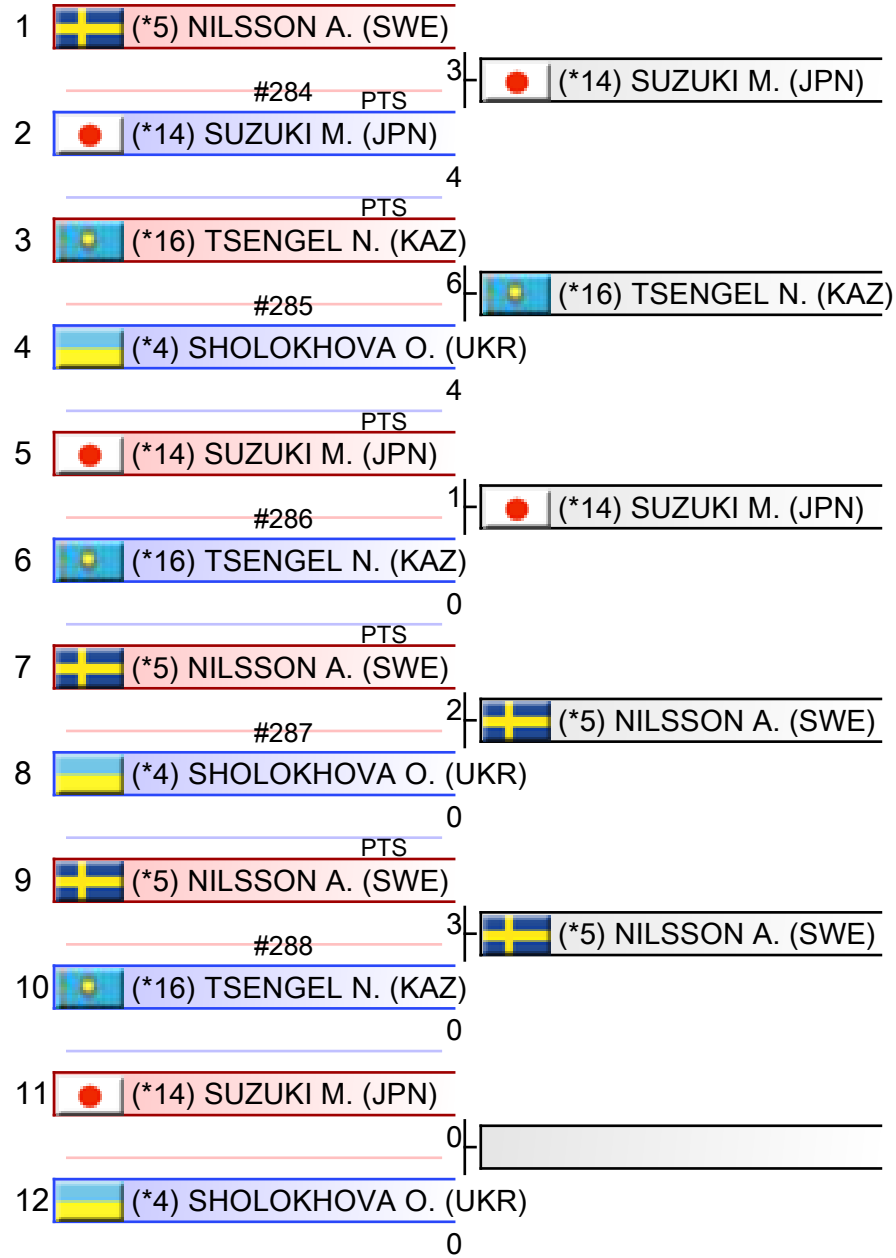 1 (*5) NILSSON A. (SWE)
3 (*14) SUZUKI M. (JPN)
#284 PTS
2 (*14) SUZUKI M. (JPN)
4
PTS
3 (*16) TSENGEL N. (KAZ)
6 (*16) TSENGEL N. (KAZ)
#285
4 (*4) SHOLOKHOVA O. (UKR)
4
PTS
5 (*14) SUZUKI M. (JPN)
1 (*14) SUZUKI M. (JPN)
#286
6 (*16) TSENGEL N. (KAZ)
0
PTS
7 (*5) NILSSON A. (SWE)
2 (*5) NILSSON A. (SWE)
#287
8 (*4) SHOLOKHOVA O. (UKR)
0
PTS
9 (*5) NILSSON A. (SWE)
3 (*5) NILSSON A. (SWE)
#288
10 (*16) TSENGEL N. (KAZ)
0
11 (*14) SUZUKI M. (JPN)
0
12 (*4) SHOLOKHOVA O. (UKR)
0